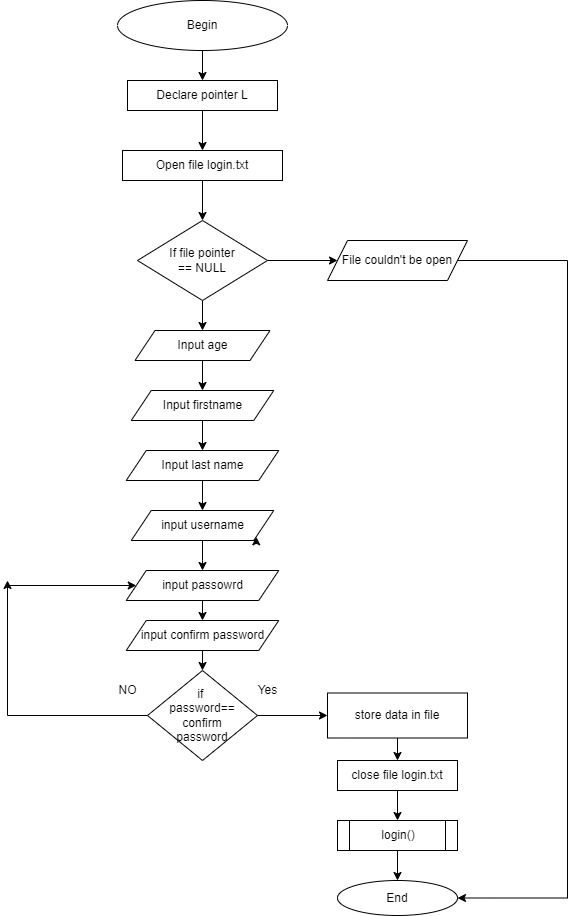 Begin
Declare pointer L
Open file login.txt
If file pointer
== NULL
File couldn't be open
Input age
Input firstname
Input last name
input username
input passowrd
input confirm password
NO
if
password==
confirm
password
Yes
store data in file
close file login.txt
login()
End